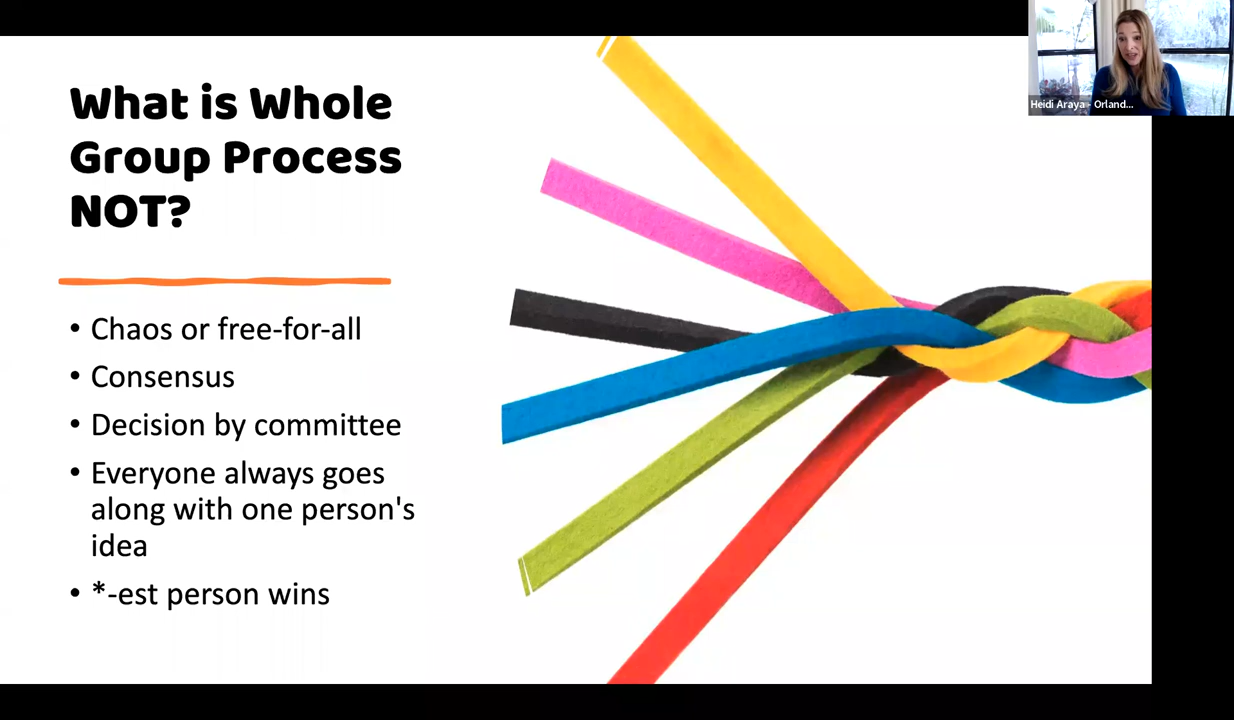 What is Whole
Group Process
NOT?
• Chaos or free-for-all
• Consensus
• Decision by committee
• Everyone always goes
along with one person's
idea
• *-est person wins
Heidi Araya - Orland...